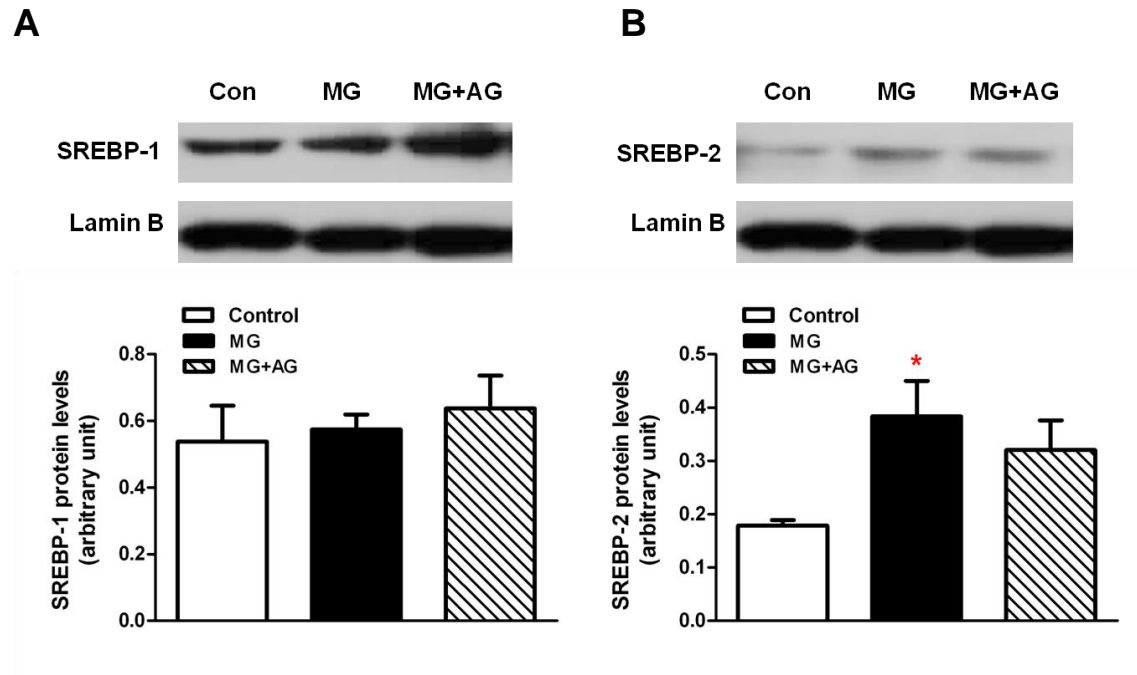 A
Con MG MG+AG
SREBP-1
Lamin B
Control
MG
MG+AG
SREBP-1 protein levels
(arbitrary unit)
0.8
0.6
0.4
0.2
0.0
B
Con MG MG+AG
SREBP-2
Lamin B
Control
MG
MG+AG
*
SREBP-2 protein levels
(arbitrary unit)
0.5
0.4
0.3
0.2
0.1
0.0